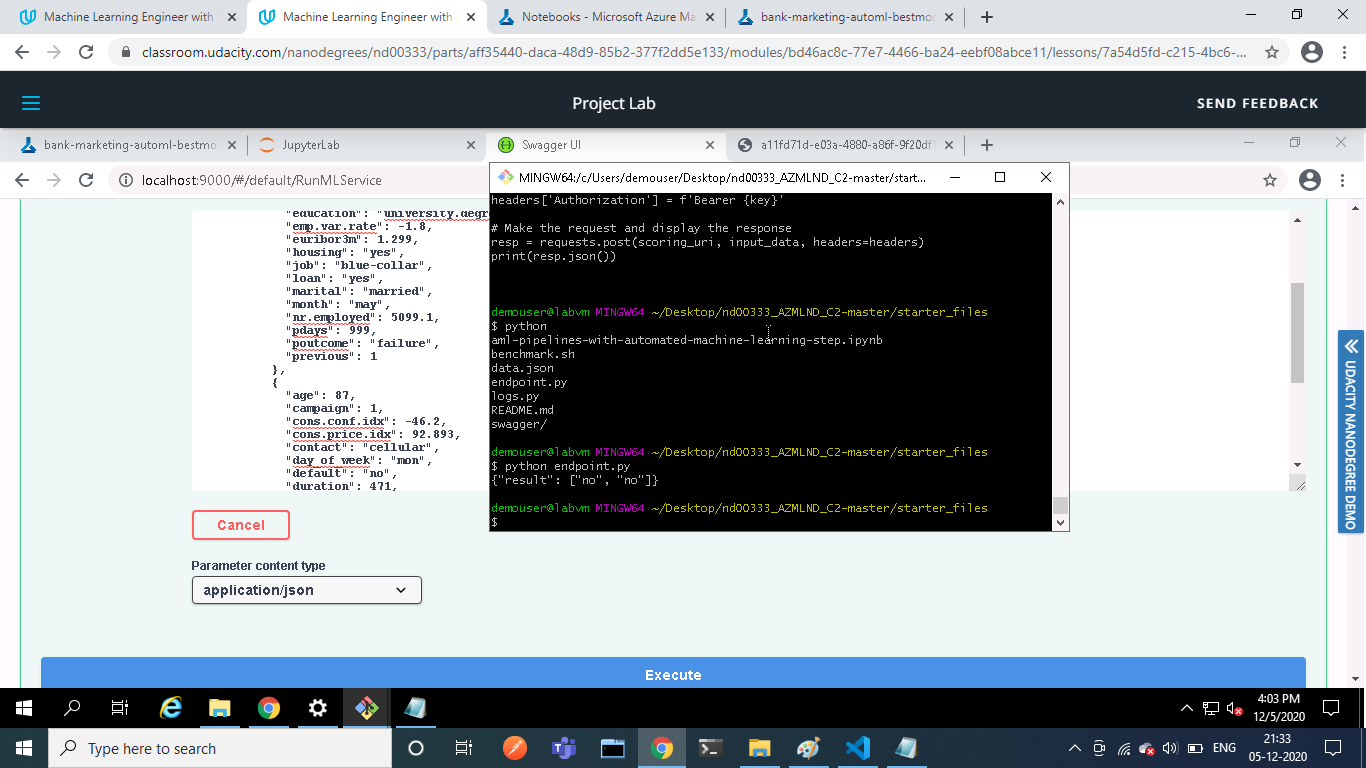 Machine Learning Engineer with
Machine Learning Engineer with
Notebooks - Microsoft Azure Ma
bank-marketing-automl-bestmo
classroom.udacity.com/nanodegrees/nd00333/parts/aff35440-daca-48d9-85b2-377f2dd5e133/modules/bd46ac8c-77e7-4466-ba24-eebf08abce11/lessons/7a54d5fd-c215-4bc6-...
Project Lab
SEND FEEDBACK
bank-marketing-automl-bestmo
JupyterLab
Swagger UI
a11fd71d-e03a-4880-a86f-9f20df
localhost:9000/#/default/RunMLService
"education": "university.degr
"emp.var.rate": -1.8,
"euribor3m": 1.299,
"housing": "yes",
"job": "blue-collar",
"loan": "yes",
"marital": "married",
"month": "may",
"nr.employed": 5099.1,
"pdays": 999,
"poutcome": "failure",
"previous": 1
},
{
"age": 87,
"campaign": 1,
"cons.conf.idx": -46.2,
"cons.price.idx": 92.893,
"contact": "cellular",
"day_of_week": "mon",
"default": "no",
"duration": 471,
MINGW64:/c/Users/demouser/Desktop/nd00333_AZMLND_C2-master/start...
headers['Authorization'] = f'Bearer {key}'
# Make the request and display the response
resp = requests.post(scoring_uri, input_data, headers=headers)
print(resp.json())
demouser@labvm MINGW64 ~/Desktop/nd00333_AZMLND_C2-master/starter_files
$ python
aml-pipelines-with-automated-machine-learning-step.ipynb
benchmark.sh
data.json
endpoint.py
logs.py
README.md
swagger/
demouser@labvm MINGW64 ~/Desktop/nd00333_AZMLND_C2-master/starter_files
$ python endpoint.py
{"result": ["no", "no"]}
demouser@labvm MINGW64 ~/Desktop/nd00333_AZMLND_C2-master/starter_files
$
UDACITY NANODEGREE DEMO
Cancel
Parameter content type
application/json
Execute
4:03 PM
12/5/2020
Type here to search
ENG
21:33
05-12-2020